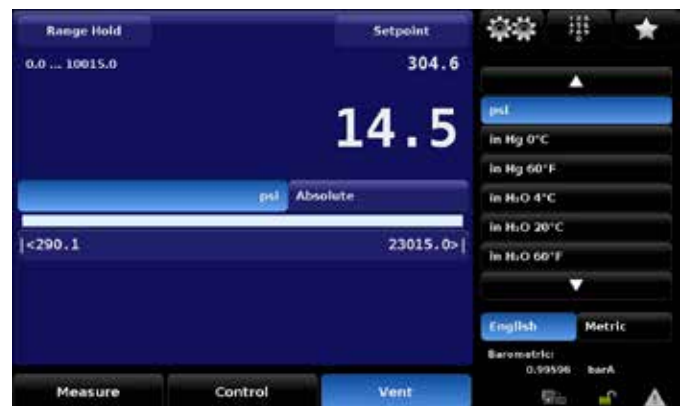 Range Hold
Setpoint
0.0 ... 10015.0
304.6
14.5
psi
Absolute
|<290.1
23015.0>|
Measure
Control
Vent
psi
in Hg 0°C
in Hg 60°F
in H₂O 4°C
in H₂O 20°C
in H₂O 60°F
English
Metric
Barometric:
0.99596 barA